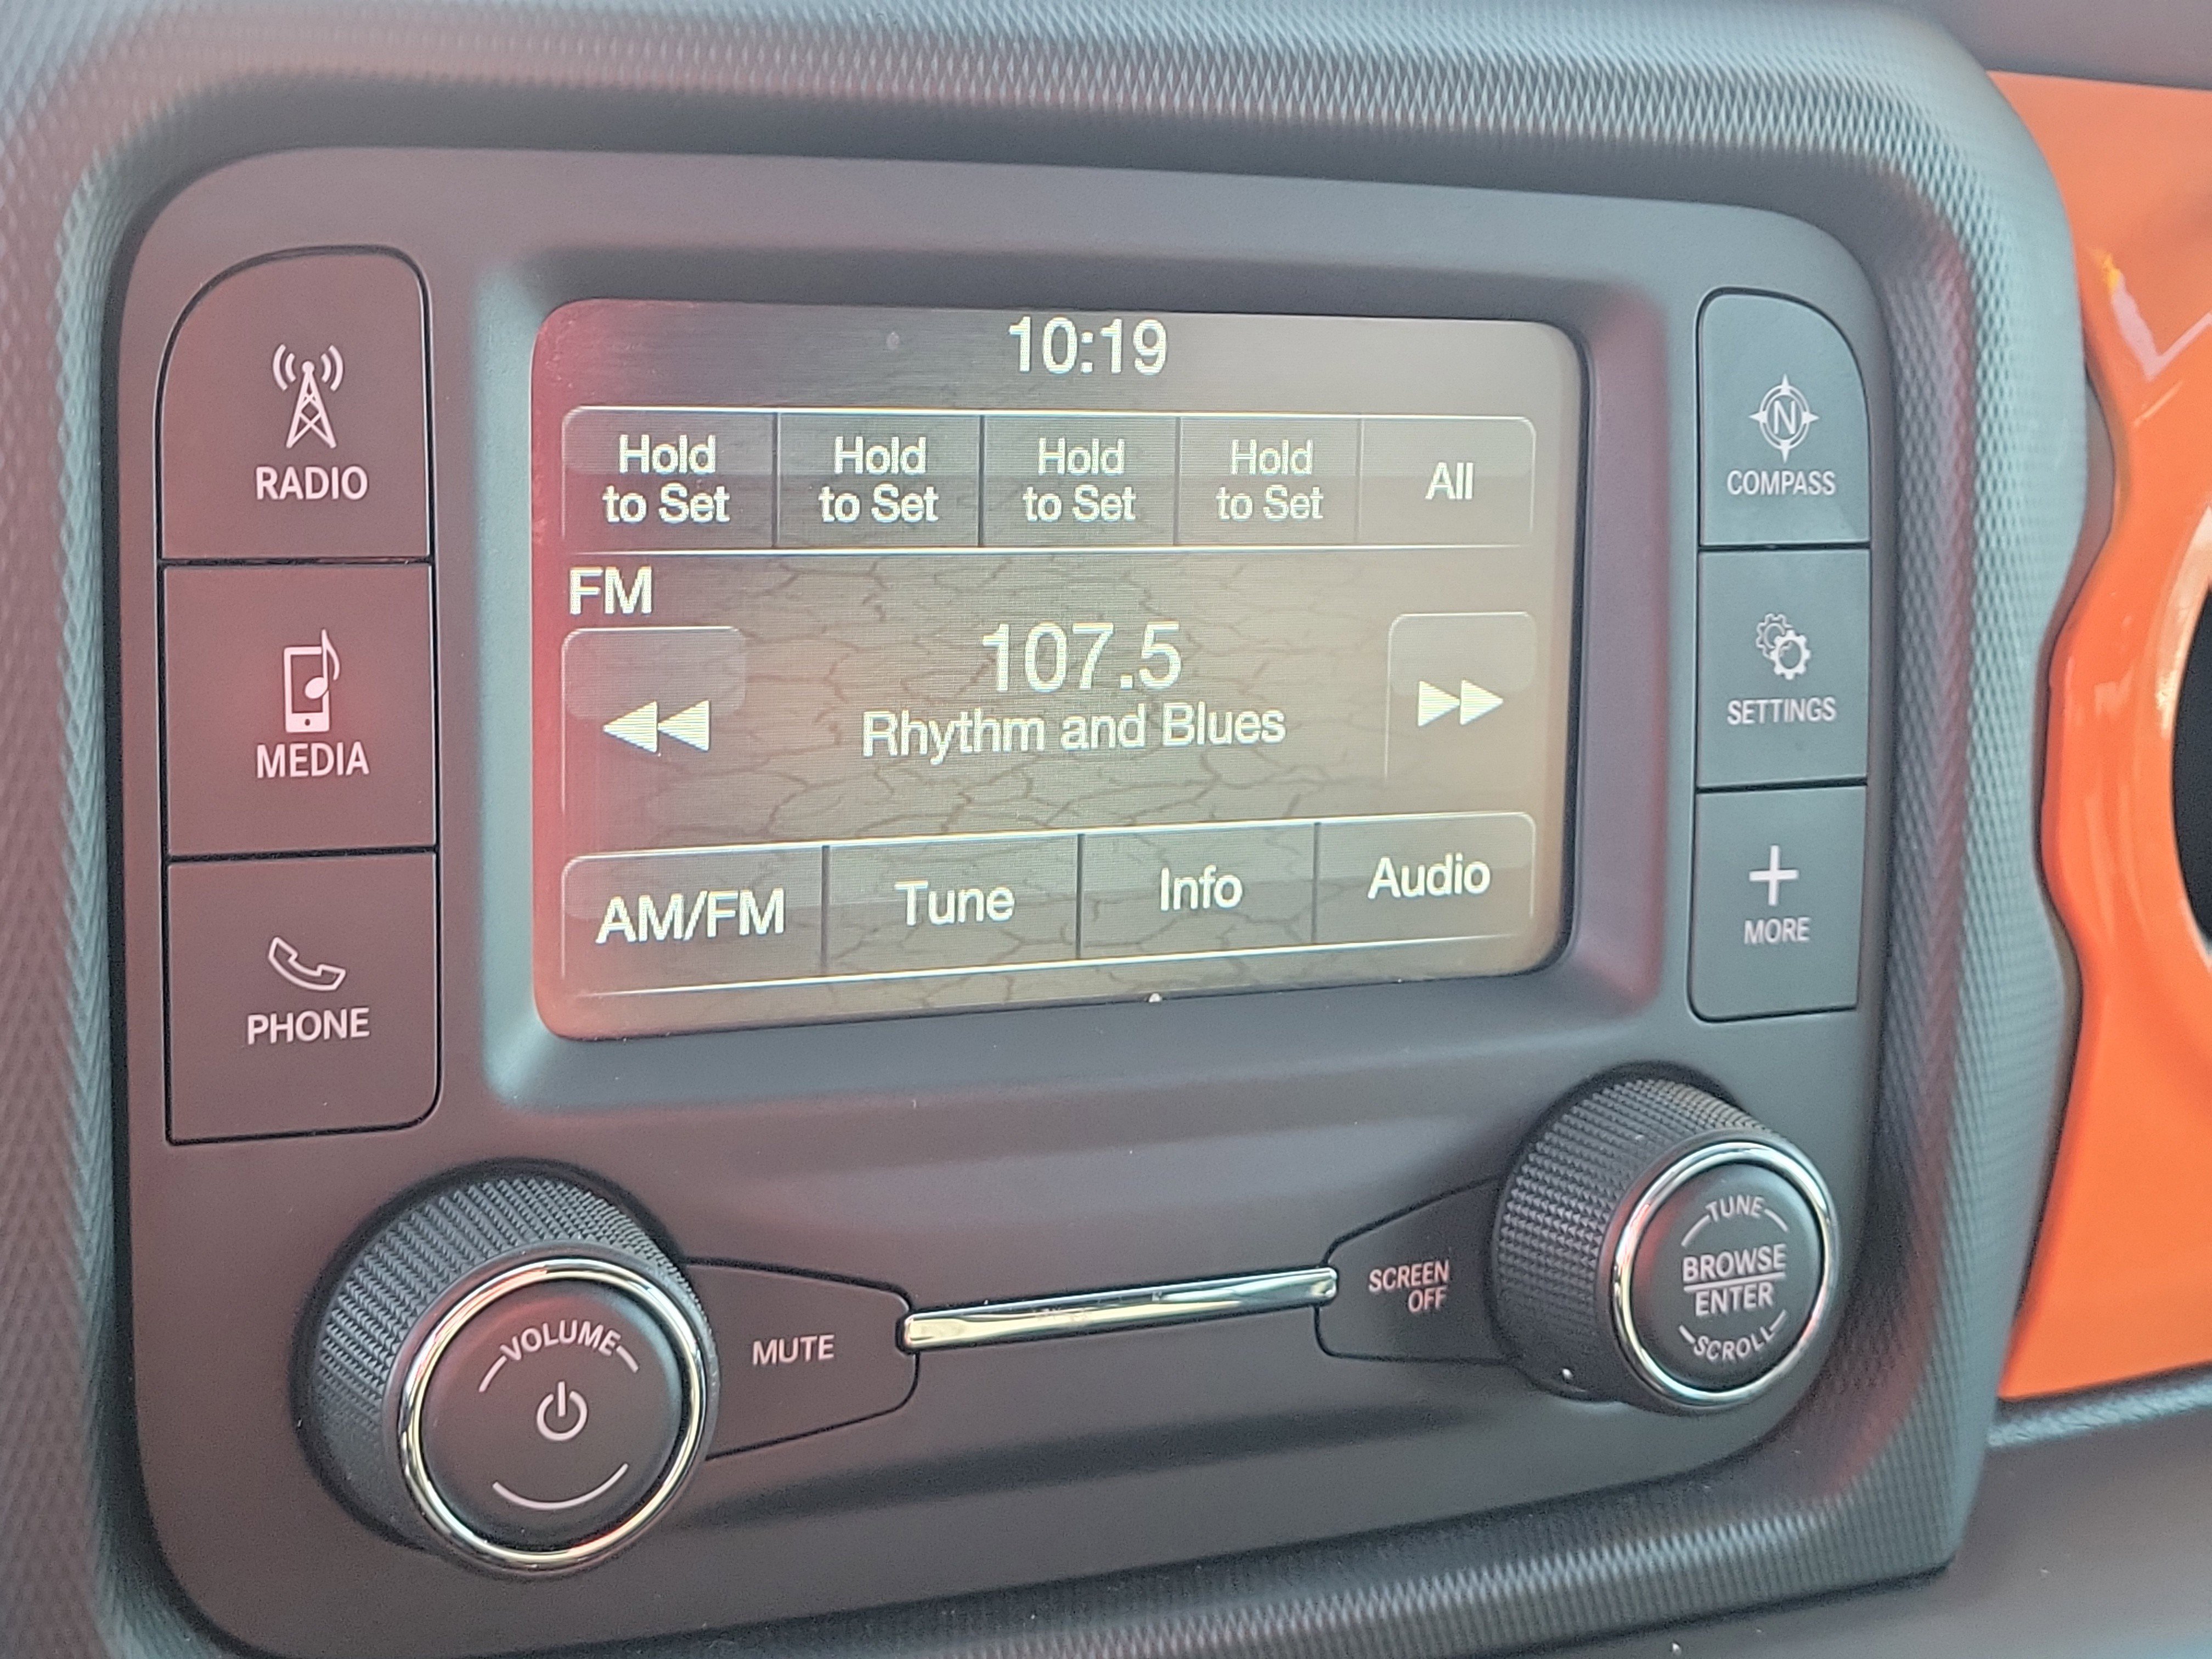 10:19
Hold
to Set
Hold
to Set
Hold
to Set
Hold
to Set
All
FM
107.5
Rhythm and Blues
AM/FM
Tune
Info
Audio
RADIO
MEDIA
PHONE
N
COMPASS
SETTINGS
MORE
VOLUME
MUTE
SCREEN
OFF
TUNE
BROWSE
ENTER
SCROLL